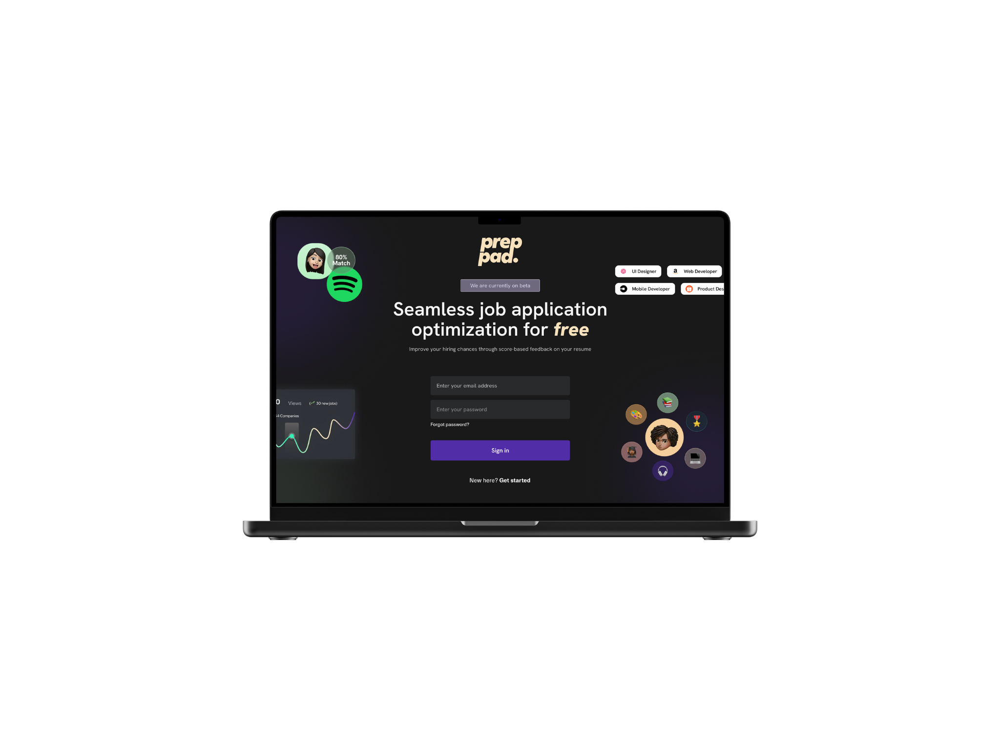 prep
pad.
80%
Match
We are currently on beta
UI Designer
Web Developer
Mobile Developer
Product Des
Seamless job application
optimization for free
Improve your hiring chances through score-based feedback on your resume
Enter your email address
Enter your password
Forgot password?
Sign in
New here? Get started
0 Views (30 new jobs)
54 Companies